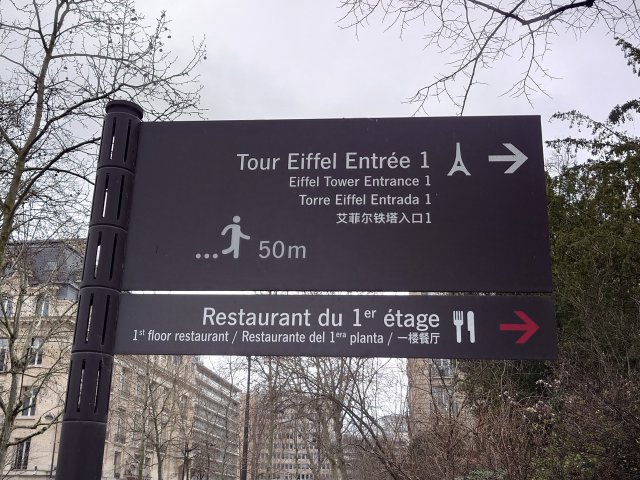 Tour Eiffel Entrée 1
Eiffel Tower Entrance 1
Torre Eiffel Entrada 1
艾菲尔铁塔入口1
...50m
Restaurant du 1er étage
1st floor restaurant / Restaurante del 1era planta / 一楼餐厅